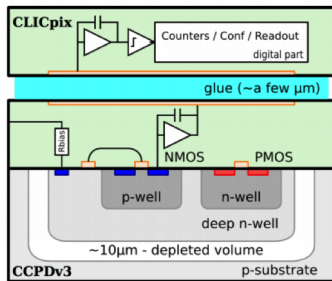 CLICpix
Counters / Conf / Readout
digital part
glue (~a few μm)
Rbias
NMOS
PMOS
p-well
n-well
deep n-well
~10μm - depleted volume
CCPDv3
p-substrate